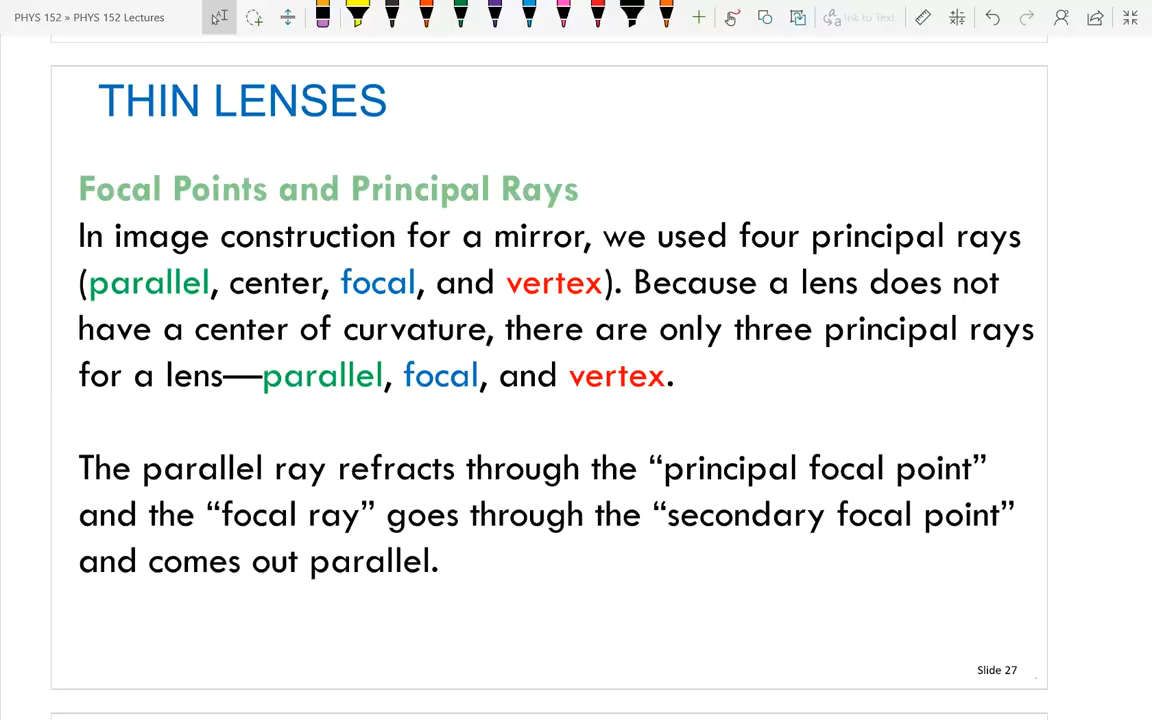 PHYS 152 » PHYS 152 Lectures
Ink to Text
THIN LENSES
Focal Points and Principal Rays
In image construction for a mirror, we used four principal rays
(parallel, center, focal, and vertex). Because a lens does not
have a center of curvature, there are only three principal rays
for a lens—parallel, focal, and vertex.
The parallel ray refracts through the “principal focal point”
and the “focal ray” goes through the “secondary focal point”
and comes out parallel.
Slide 27